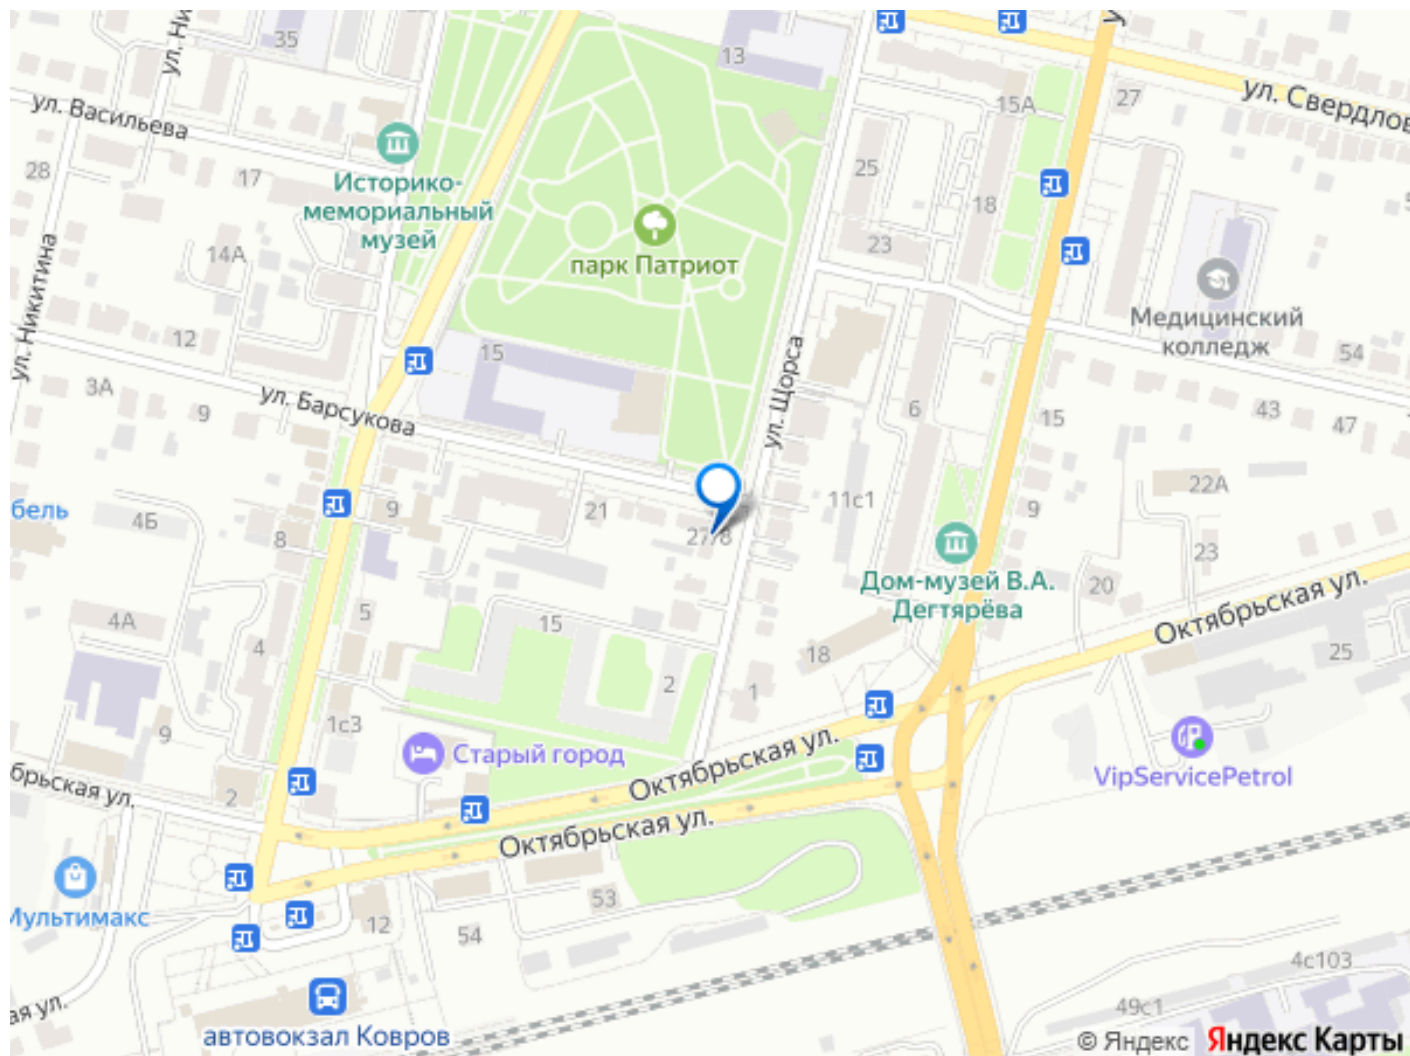 35
13
ул. Свердлов
27
15А
ул. Васильева
28
17
25
Историко-
мемориальный
музей
18
14А
23
парк Патриот
ул. Никитина
12
Медицинский
колледж
15
54
3А
ул. Щорса
9
ул. Барсукова
6
15
43
47
бель
4Б
9
21
11с1
22А
8
27/8
9
23
Дом-музей В.А.
Дегтярёва
20
Октябрьская ул.
4А
5
15
4
18
25
2
1
1с3
9
Старый город
Октябрьская ул.
VipServicePetrol
брьская ул.
2
Октябрьская ул.
Мультимакс
53
12
54
4с103
ая ул.
49с1
автовокзал Ковров
© Яндекс Яндекс Карты